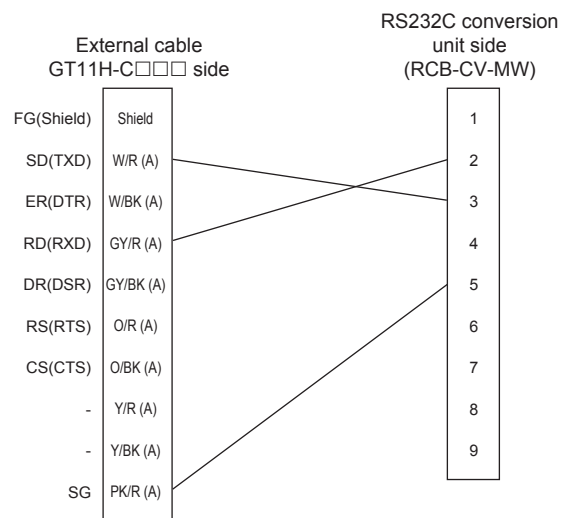 External cable
GT11H-C□□□ side
RS232C conversion
unit side
(RCB-CV-MW)
FG(Shield) Shield 1
SD(TXD) W/R (A) 2
ER(DTR) W/BK (A) 3
RD(RXD) GY/R (A) 4
DR(DSR) GY/BK (A) 5
RS(RTS) O/R (A) 6
CS(CTS) O/BK (A) 7
- Y/R (A) 8
- Y/BK (A) 9
SG PK/R (A)